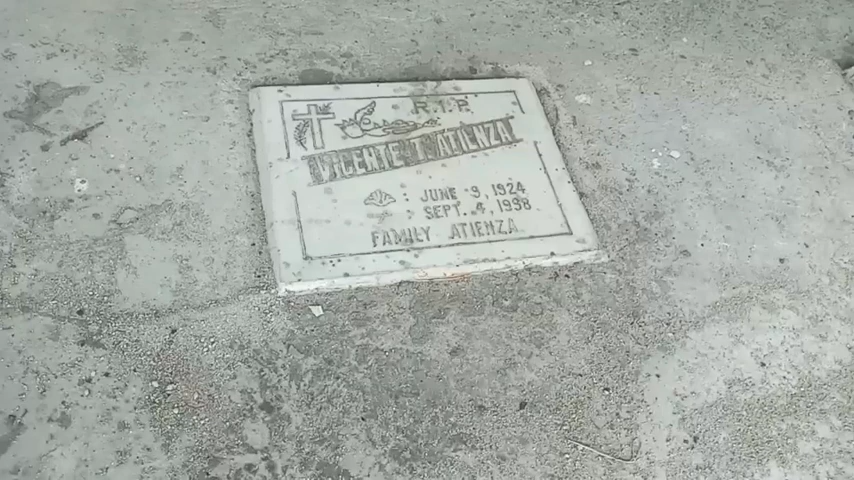 R.I.P.
VICENTE T. ATIENZA
: JUNE 9, 1924
: SEPT. 4, 1998
FAMILY ATIENZA